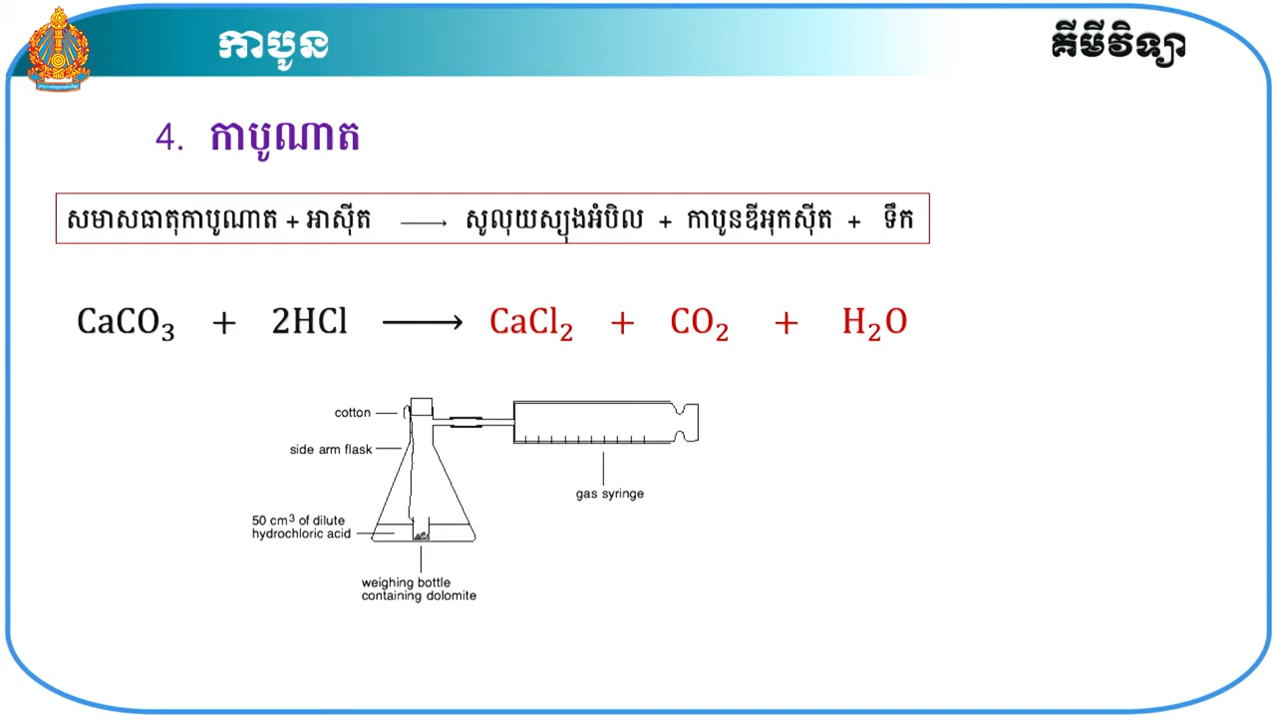 កាបូន
គីមីវិទ្យា
4. កាបូណាត
សមាសធាតុកាបូណាត + អាស៊ីត ⟶ សូលុយស្យុងអំបិល + កាបូនឌីអុកស៊ីត + ទឹក
CaCO₃ + 2HCl ⟶ CaCl₂ + CO₂ + H₂O
cotton
side arm flask
gas syringe
50 cm³ of dilute
hydrochloric acid
weighing bottle
containing dolomite